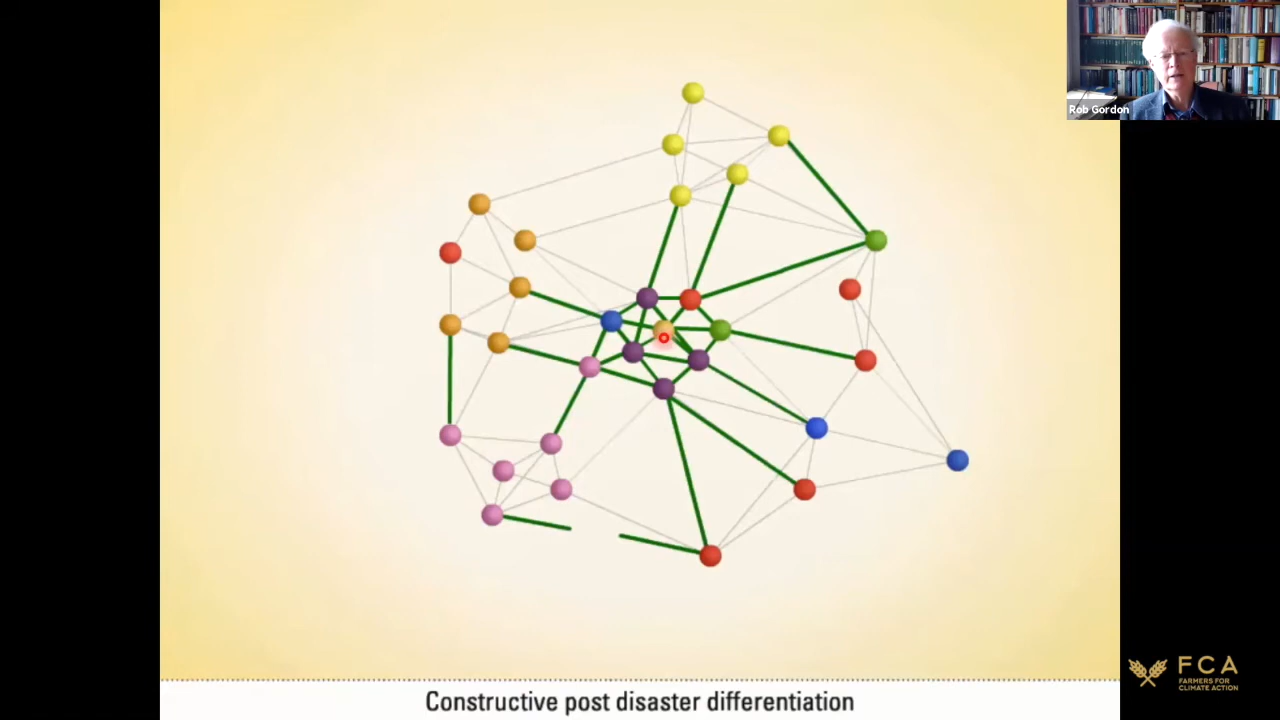 Rob Gordon
FCA
FARMERS FOR
CLIMATE ACTION
Constructive post disaster differentiation